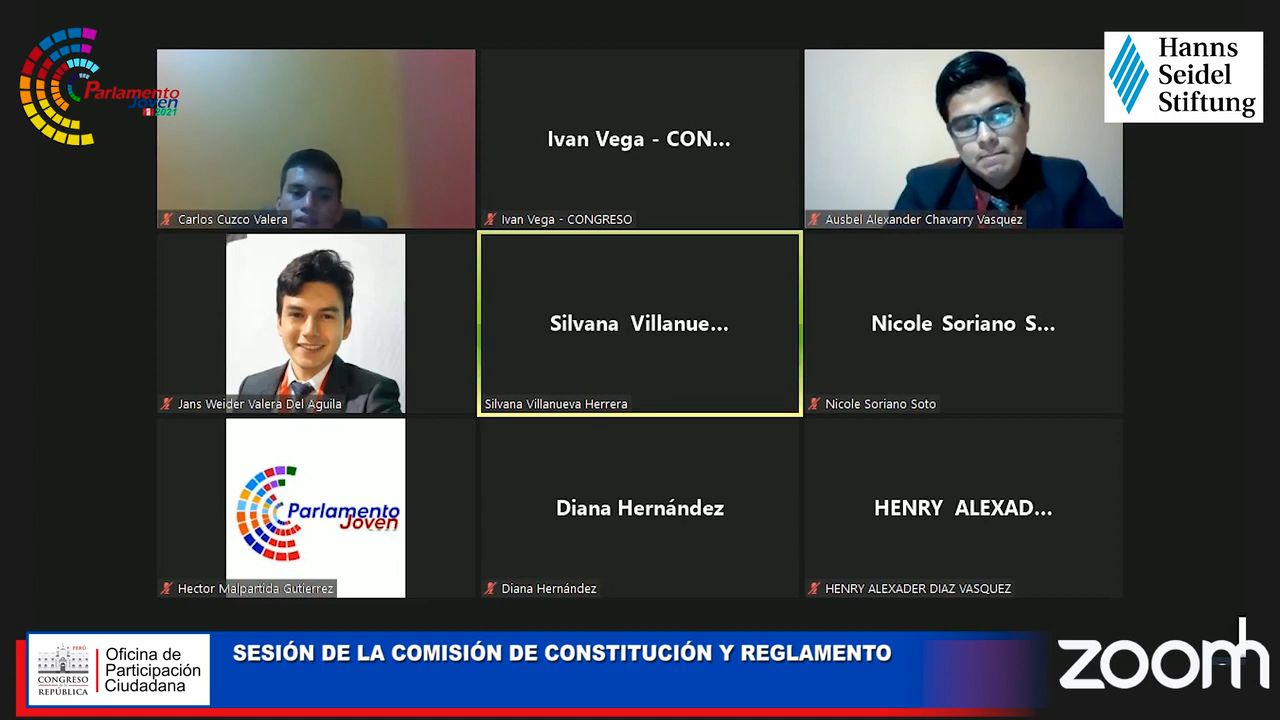 Parlamento
Joven
2021
Hanns
Seidel
Stiftung
Ivan Vega - CON...
Carlos Cuzco Valera
Ivan Vega - CONGRESO
Ausbel Alexander Chavarry Vasquez
Silvana Villanue...
Nicole Soriano S...
Jans Weider Valera Del Aguila
Silvana Villanueva Herrera
Nicole Soriano Soto
Parlamento
Joven
Diana Hernández
HENRY ALEXAD...
Hector Malpartida Gutierrez
Diana Hernández
HENRY ALEXADER DIAZ VASQUEZ
PERÚ
CONGRESO
de la
REPÚBLICA
Oficina de
Participación
Ciudadana
SESIÓN DE LA COMISIÓN DE CONSTITUCIÓN Y REGLAMENTO
zoom